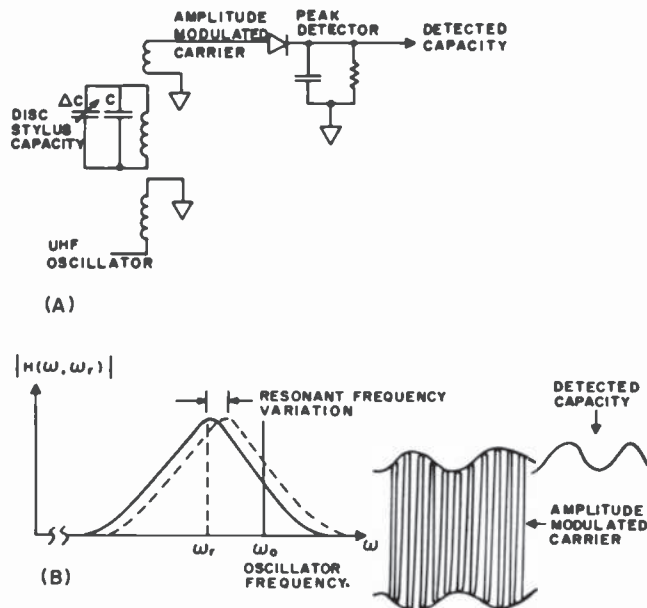 AMPLITUDE
MODULATED
CARRIER
PEAK
DETECTOR
DETECTED
CAPACITY
ΔC
C
DISC
STYLUS
CAPACITY
UHF
OSCILLATOR
(A)
|H(ω, ωr)|
RESONANT FREQUENCY
VARIATION
DETECTED
CAPACITY
AMPLITUDE
MODULATED
CARRIER
ωr
ωo
ω
OSCILLATOR
FREQUENCY.
(B)